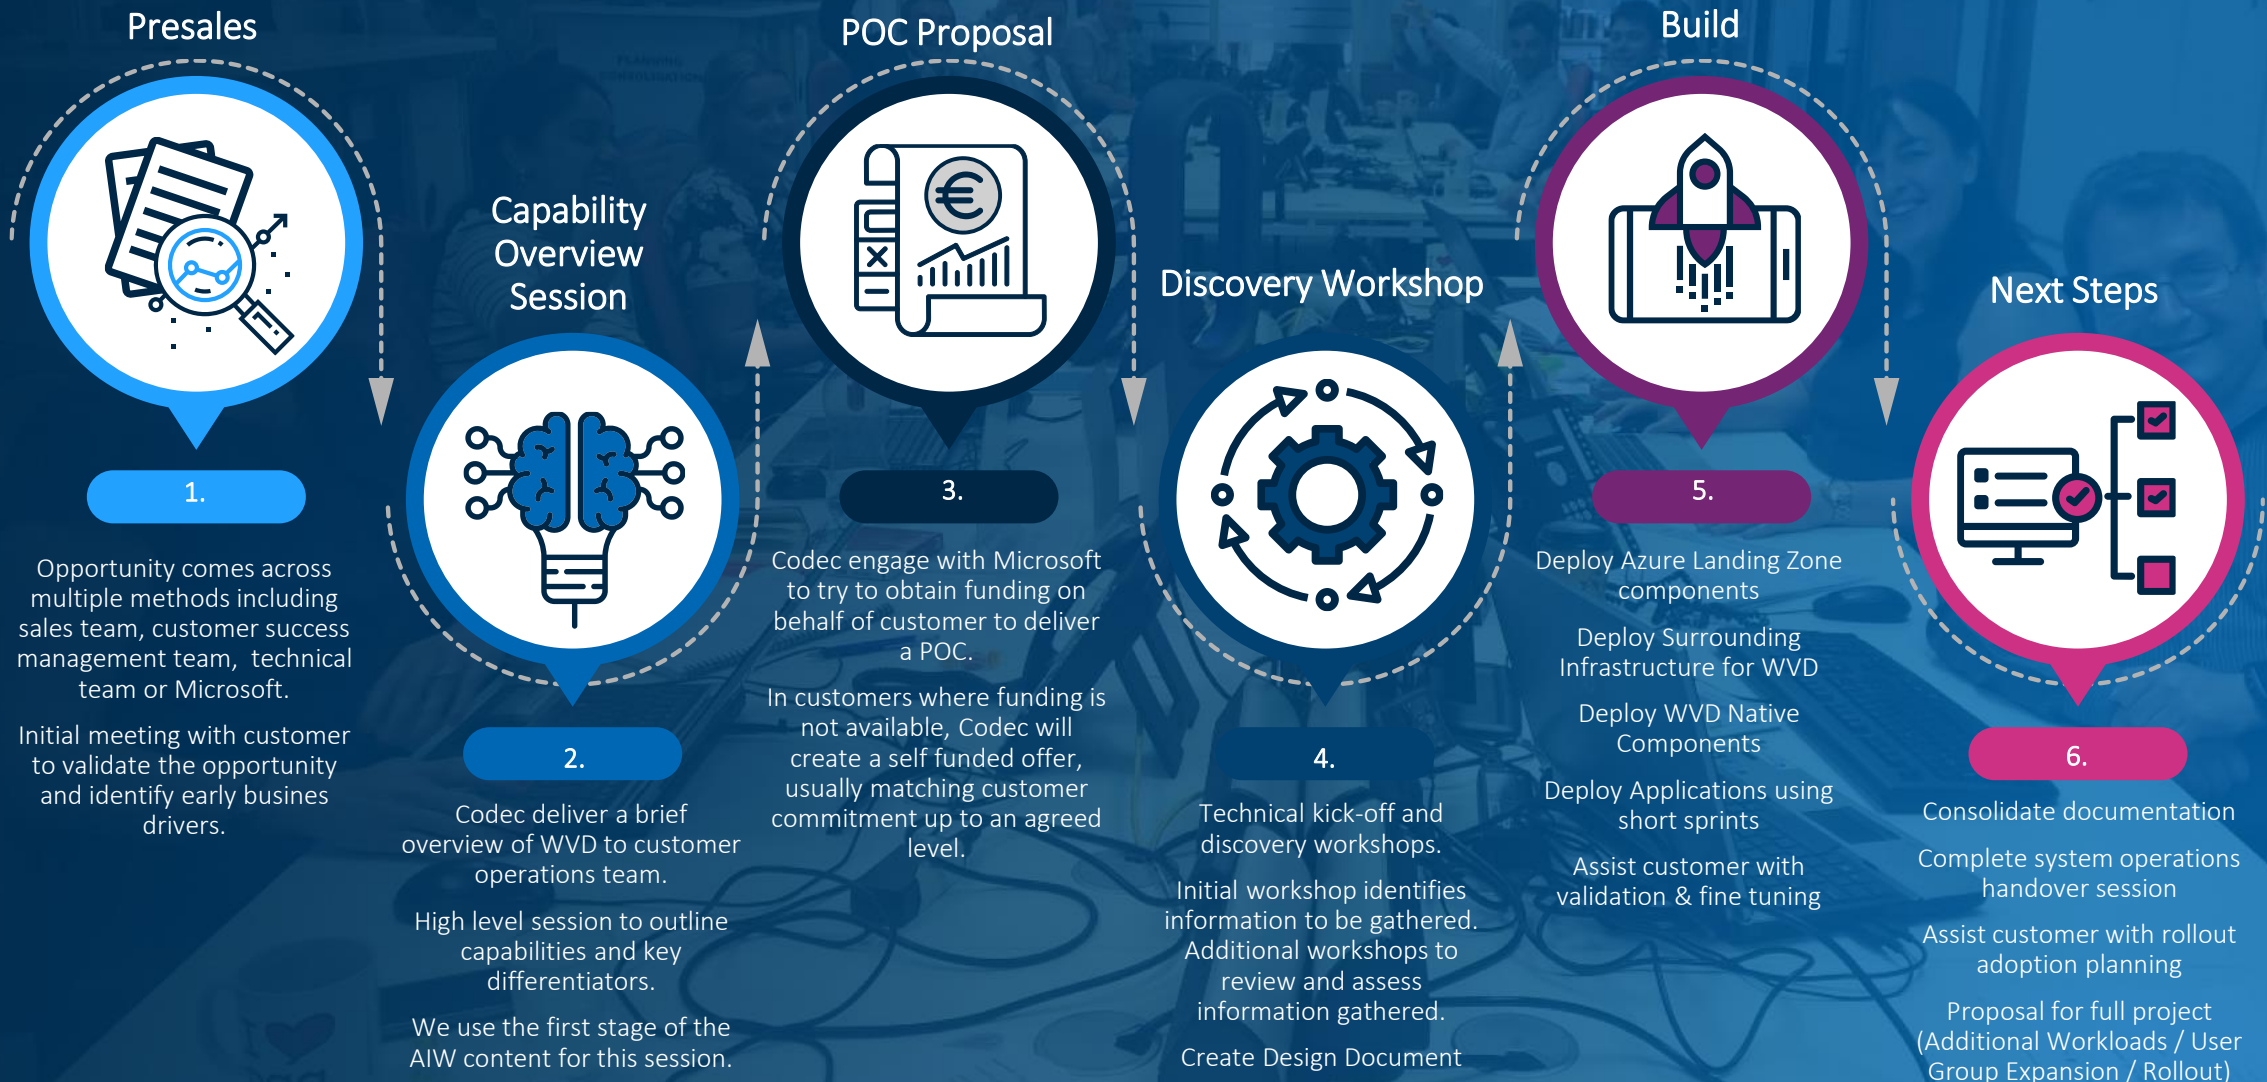 Presales
1.
Opportunity comes across
multiple methods including
sales team, customer success
management team, technical
team or Microsoft.
Initial meeting with customer
to validate the opportunity
and identify early busines
drivers.
Capability
Overview
Session
2.
Codec deliver a brief
overview of WVD to customer
operations team.
High level session to outline
capabilities and key
differentiators.
We use the first stage of the
AIW content for this session.
POC Proposal
3.
Codec engage with Microsoft
to try to obtain funding on
behalf of customer to deliver
a POC.
In customers where funding is
not available, Codec will
create a self funded offer,
usually matching customer
commitment up to an agreed
level.
Discovery Workshop
4.
Technical kick-off and
discovery workshops.
Initial workshop identifies
information to be gathered.
Additional workshops to
review and assess
information gathered.
Create Design Document
Build
5.
Deploy Azure Landing Zone
components
Deploy Surrounding
Infrastructure for WVD
Deploy WVD Native
Components
Deploy Applications using
short sprints
Assist customer with
validation & fine tuning
Next Steps
6.
Consolidate documentation
Complete system operations
handover session
Assist customer with rollout
adoption planning
Proposal for full project
(Additional Workloads / User
Group Expansion / Rollout)